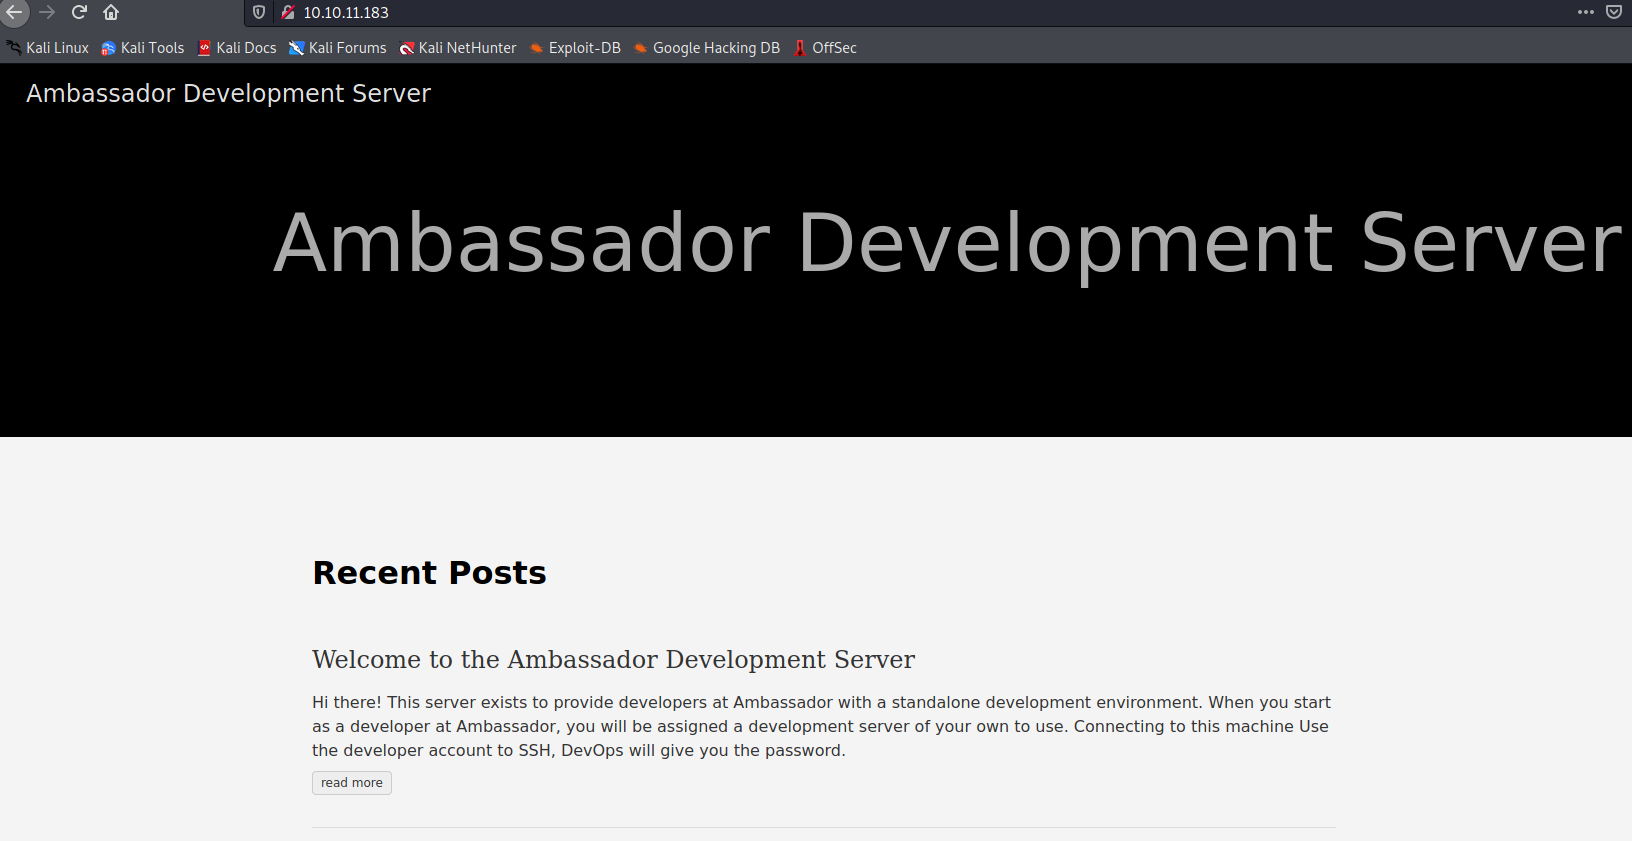 10.10.11.183
Kali Linux Kali Tools Kali Docs Kali Forums Kali NetHunter Exploit-DB Google Hacking DB OffSec
Ambassador Development Server
Ambassador Development Server
Recent Posts
Welcome to the Ambassador Development Server
Hi there! This server exists to provide developers at Ambassador with a standalone development environment. When you start
as a developer at Ambassador, you will be assigned a development server of your own to use. Connecting to this machine Use
the developer account to SSH, DevOps will give you the password.
read more